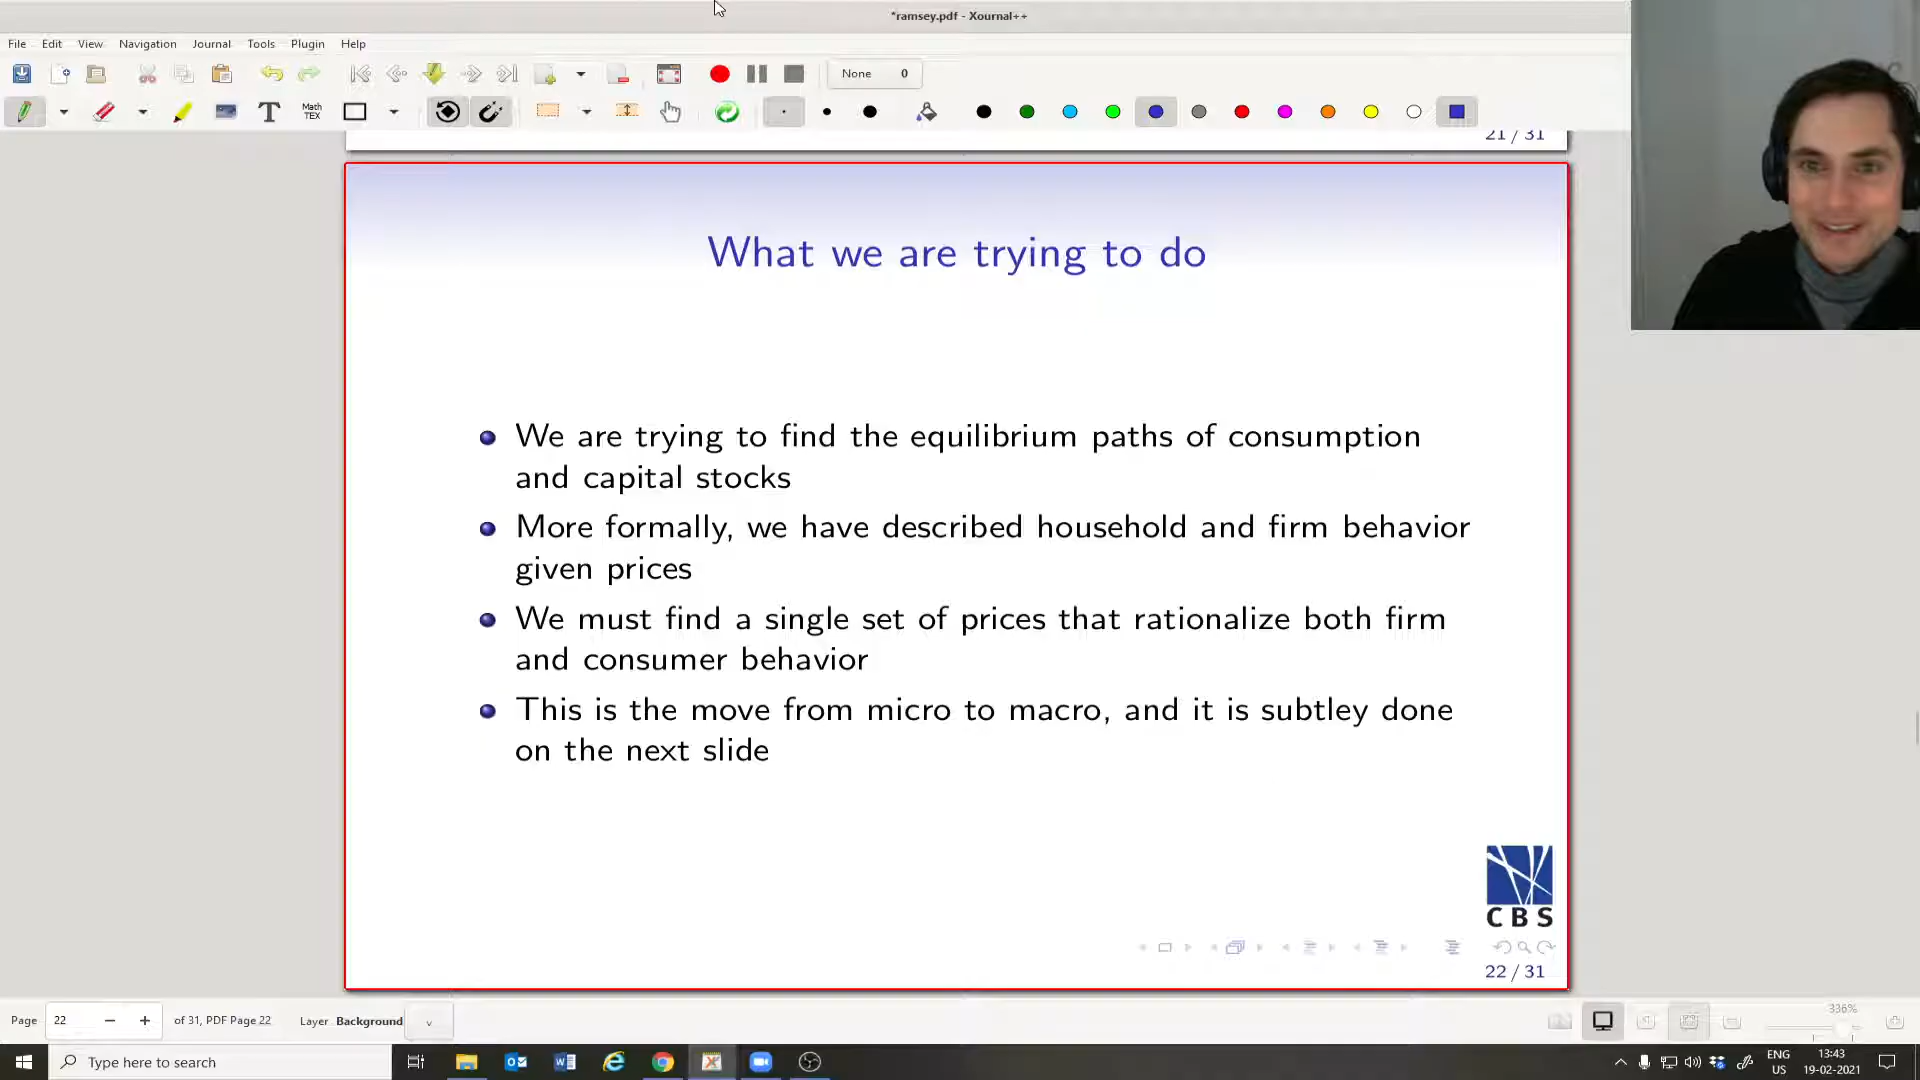 *ramsey.pdf - Xournal++
File Edit View Navigation Journal Tools Plugin Help
None 0
T Math TEX
21 / 31
What we are trying to do
We are trying to find the equilibrium paths of consumption
and capital stocks
More formally, we have described household and firm behavior
given prices
We must find a single set of prices that rationalize both firm
and consumer behavior
This is the move from micro to macro, and it is subtley done
on the next slide
CBS
22 / 31
Page 22 of 31, PDF Page 22 Layer Background
336%
Type here to search
ENG 13:43
US 19-02-2021